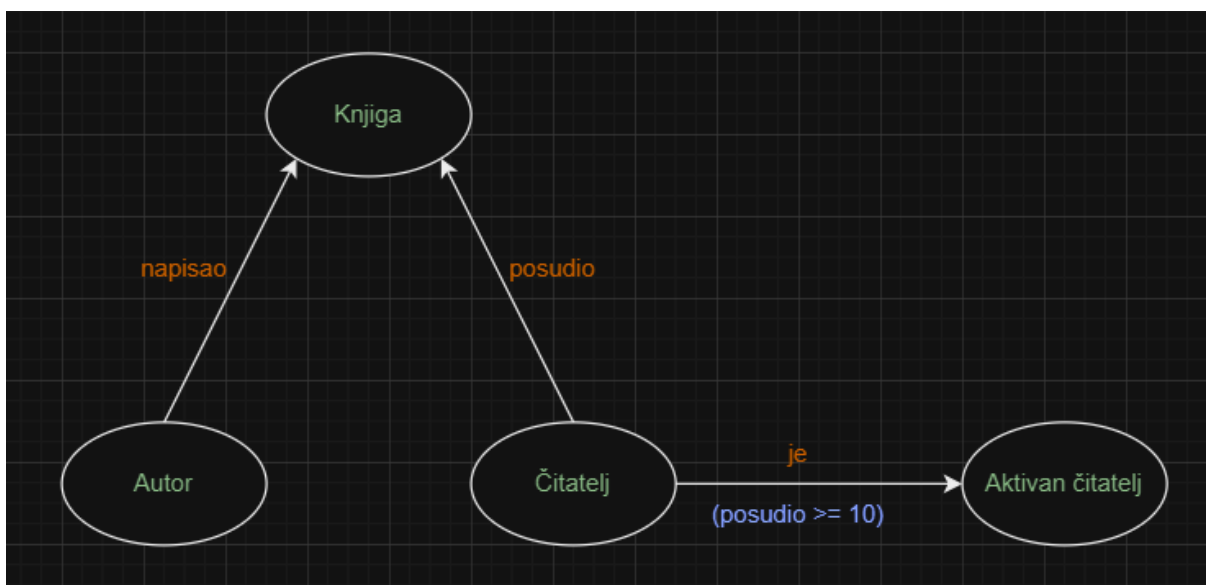 Knjiga
napisao
posudio
Autor
Čitatelj
je
(posudio >= 10)
Aktivan čitatelj